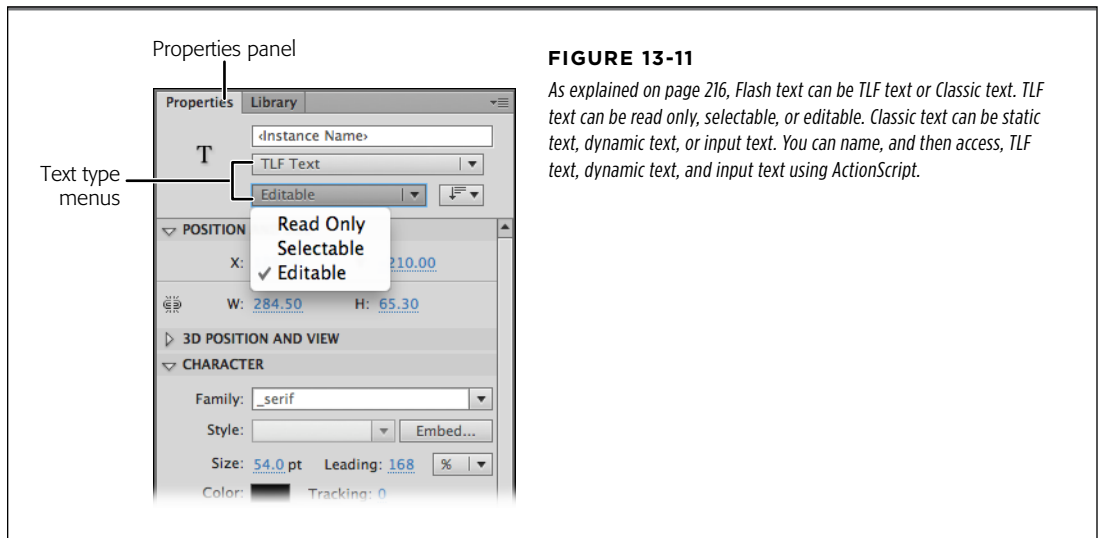 Properties panel
Text type
menus
Properties Library
‹Instance Name›
T
TLF Text
Editable
Read Only
Selectable
✓ Editable
POSITION
X: 210.00
W: 284.50 H: 65.30
3D POSITION AND VIEW
CHARACTER
Family: _serif
Style: Embed...
Size: 54.0 pt Leading: 168 %
Color: Tracking: 0
FIGURE 13-11
As explained on page 216, Flash text can be TLF text or Classic text. TLF
text can be read only, selectable, or editable. Classic text can be static
text, dynamic text, or input text. You can name, and then access, TLF
text, dynamic text, and input text using ActionScript.